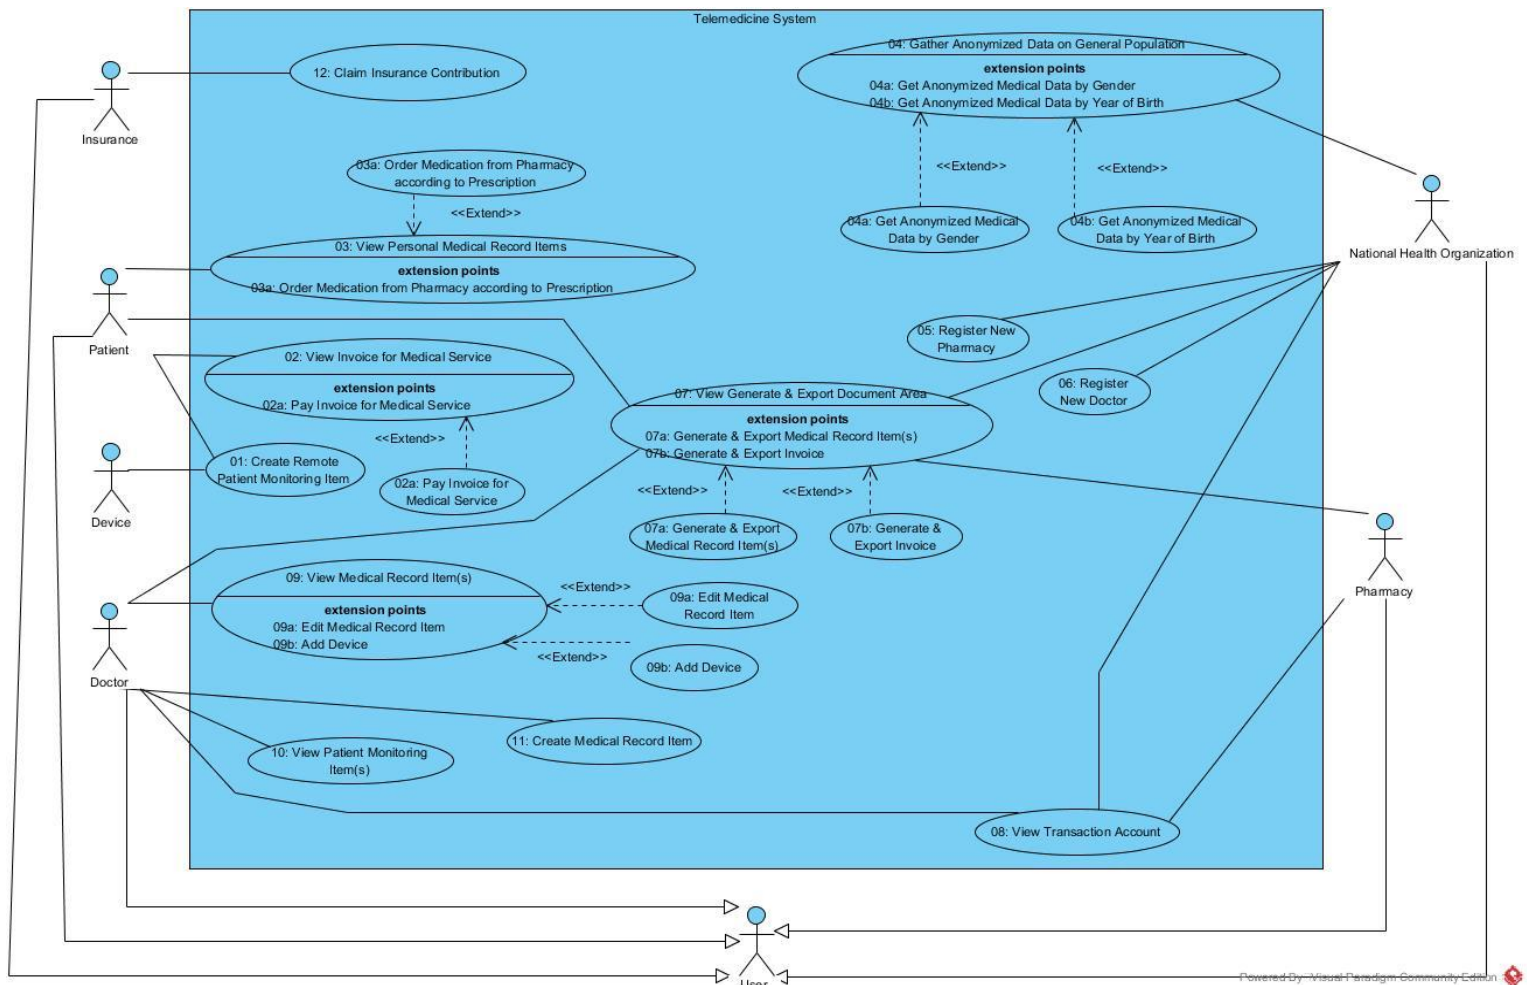 Telemedicine System
12: Claim Insurance Contribution
Insurance
04: Gather Anonymized Data on General Population
extension points
04a: Get Anonymized Medical Data by Gender
04b: Get Anonymized Medical Data by Year of Birth
<<Extend>>
<<Extend>>
04a: Get Anonymized Medical
Data by Gender
04b: Get Anonymized Medical
Data by Year of Birth
National Health Organization
03a: Order Medication from Pharmacy
according to Prescription
<<Extend>>
03: View Personal Medical Record Items
extension points
03a: Order Medication from Pharmacy according to Prescription
Patient
02: View Invoice for Medical Service
extension points
02a: Pay Invoice for Medical Service
<<Extend>>
02a: Pay Invoice for
Medical Service
05: Register New
Pharmacy
06: Register
New Doctor
07: View Generate & Export Document Area
extension points
07a: Generate & Export Medical Record Item(s)
07b: Generate & Export Invoice
<<Extend>>
<<Extend>>
07a: Generate & Export
Medical Record Item(s)
07b: Generate &
Export Invoice
01: Create Remote
Patient Monitoring Item
Device
Pharmacy
09: View Medical Record Item(s)
extension points
09a: Edit Medical Record Item
09b: Add Device
<<Extend>>
09a: Edit Medical
Record Item
<<Extend>>
09b: Add Device
Doctor
11: Create Medical Record Item
10: View Patient Monitoring
Item(s)
08: View Transaction Account
User
Powered By Visual Paradigm Community Edition